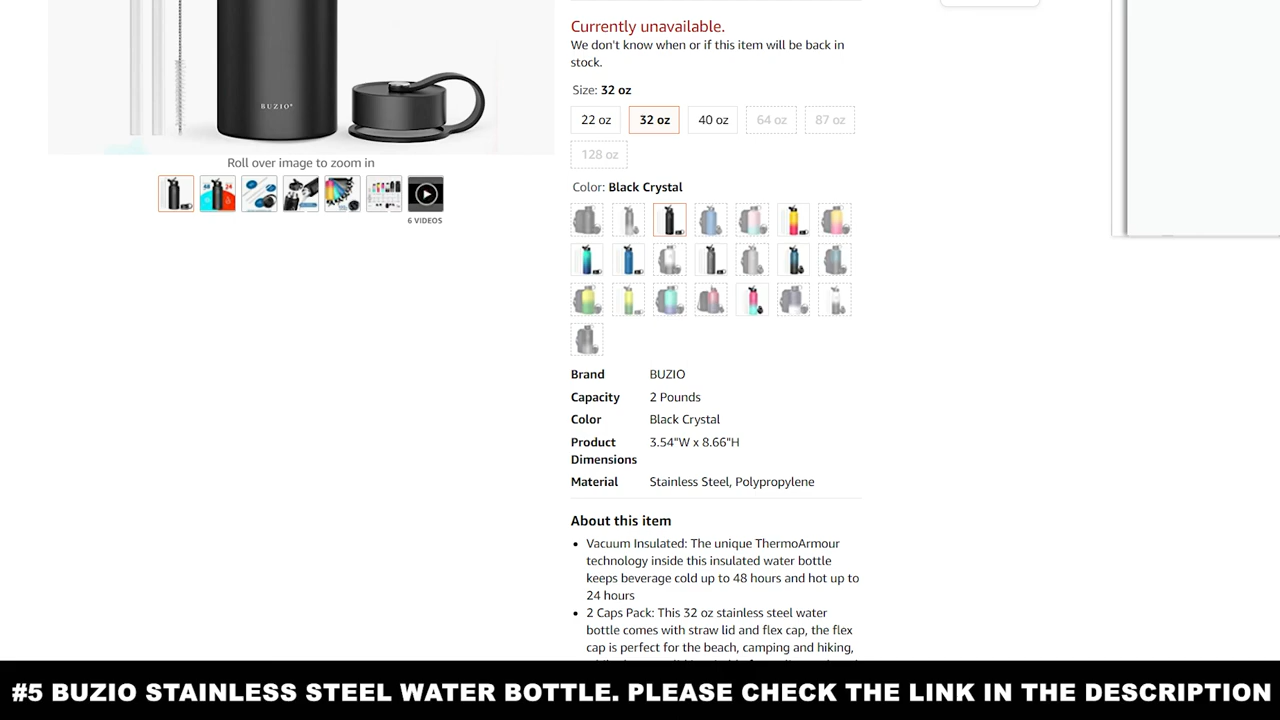 Currently unavailable.
We don't know when or if this item will be back in
stock.
Size: 32 oz
22 oz
32 oz
40 oz
64 oz
87 oz
128 oz
BUZIO®
Roll over image to zoom in
6 VIDEOS
Color: Black Crystal
Brand BUZIO
Capacity 2 Pounds
Color Black Crystal
Product 3.54"W x 8.66"H
Dimensions
Material Stainless Steel, Polypropylene
About this item
• Vacuum Insulated: The unique ThermoArmour
technology inside this insulated water bottle
keeps beverage cold up to 48 hours and hot up to
24 hours
• 2 Caps Pack: This 32 oz stainless steel water
bottle comes with straw lid and flex cap, the flex
cap is perfect for the beach, camping and hiking,
#5 BUZIO STAINLESS STEEL WATER BOTTLE. PLEASE CHECK THE LINK IN THE DESCRIPTION